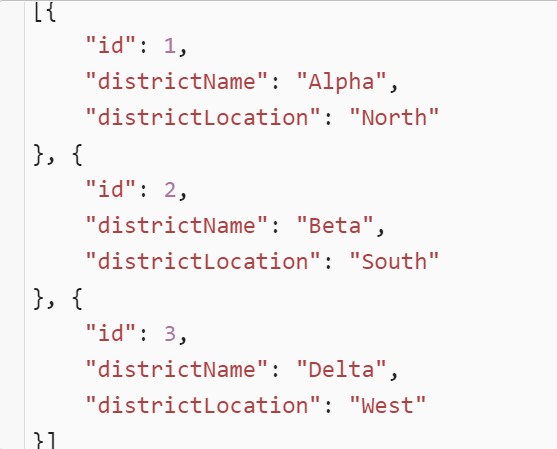 [{
    "id": 1,
    "districtName": "Alpha",
    "districtLocation": "North"
}, {
    "id": 2,
    "districtName": "Beta",
    "districtLocation": "South"
}, {
    "id": 3,
    "districtName": "Delta",
    "districtLocation": "West"
}]